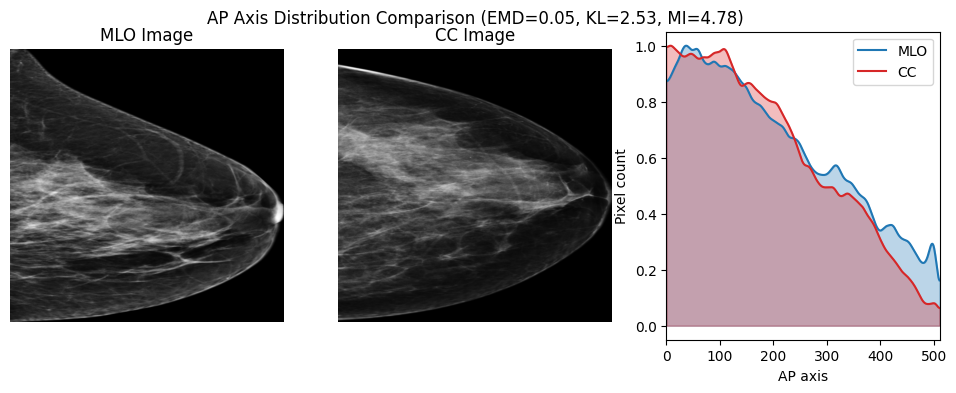 AP Axis Distribution Comparison (EMD=0.05, KL=2.53, MI=4.78)
MLO Image
CC Image
MLO
CC
Pixel count
1.0
0.8
0.6
0.4
0.2
0.0
0 100 200 300 400 500
AP axis